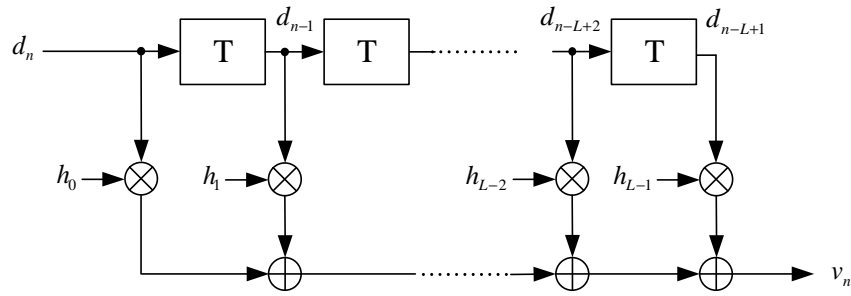 d_n
T
d_{n-1}
T
d_{n-L+2}
T
d_{n-L+1}
h_0
h_1
h_{L-2}
h_{L-1}
v_n